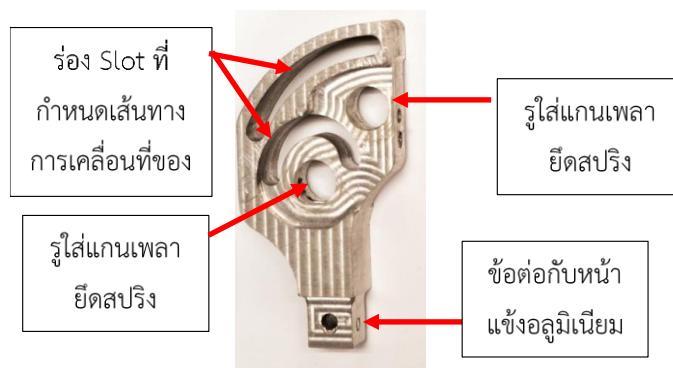 ร่อง Slot ที่
กำหนดเส้นทาง
การเคลื่อนที่ของ
รูใส่แกนเพลา
ยึดสปริง
รูใส่แกนเพลา
ยึดสปริง
ข้อต่อกับหน้า
แข้งอลูมิเนียม